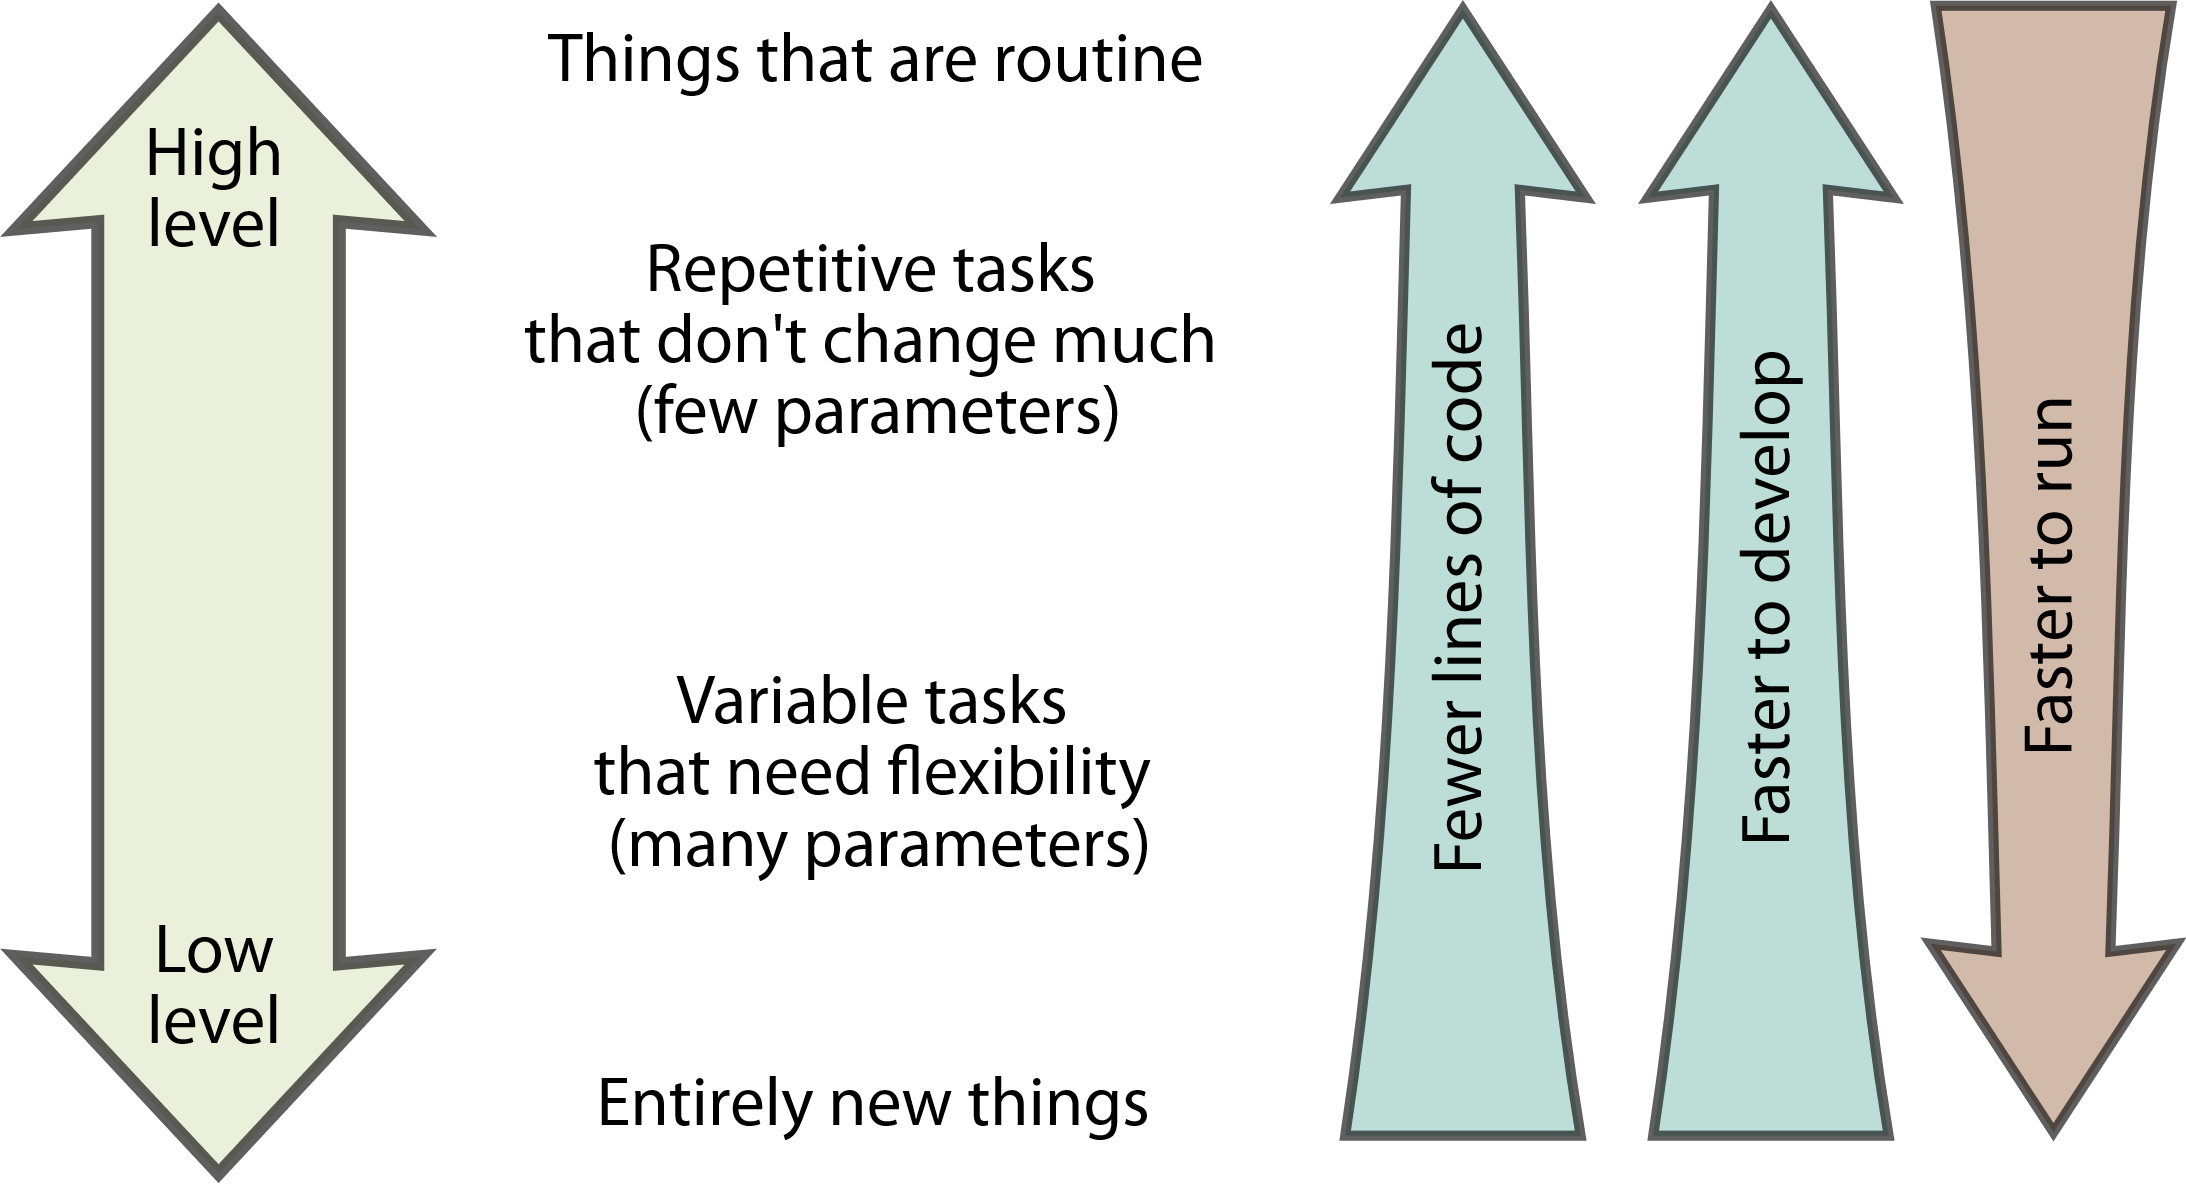 High
level
Low
level
Things that are routine
Repetitive tasks
that don't change much
(few parameters)
Variable tasks
that need flexibility
(many parameters)
Entirely new things
Fewer lines of code
Faster to develop
Faster to run